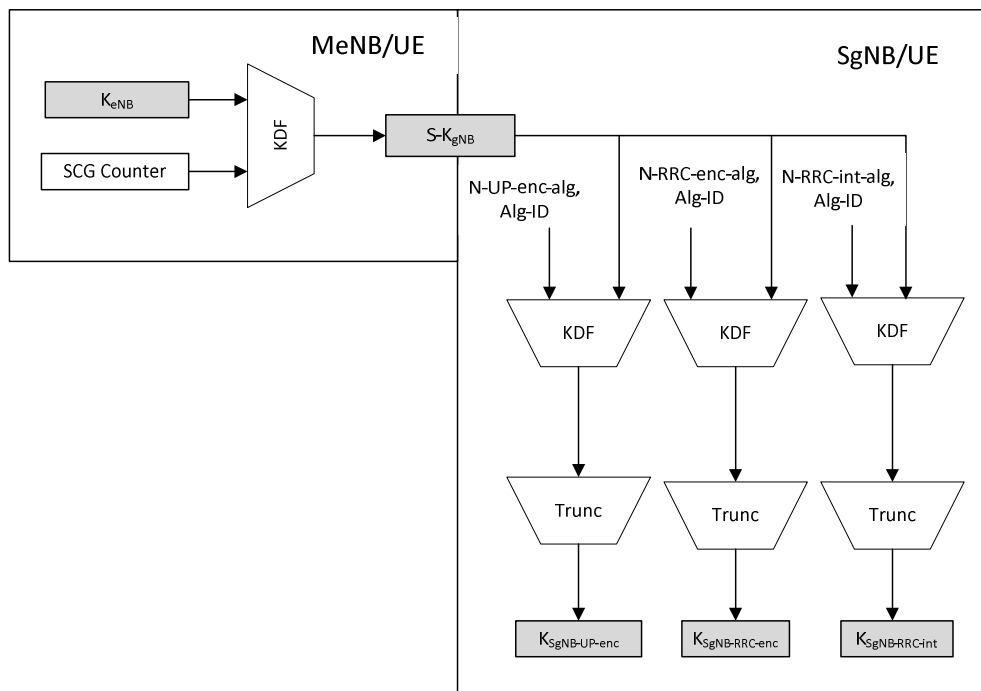 MeNB/UE
SgNB/UE
KeNB
SCG Counter
KDF
S-KgNB
N-UP-enc-alg,
Alg-ID
N-RRC-enc-alg,
Alg-ID
N-RRC-int-alg,
Alg-ID
KDF
KDF
KDF
Trunc
Trunc
Trunc
KSgNB-UP-enc
KSgNB-RRC-enc
KSgNB-RRC-int